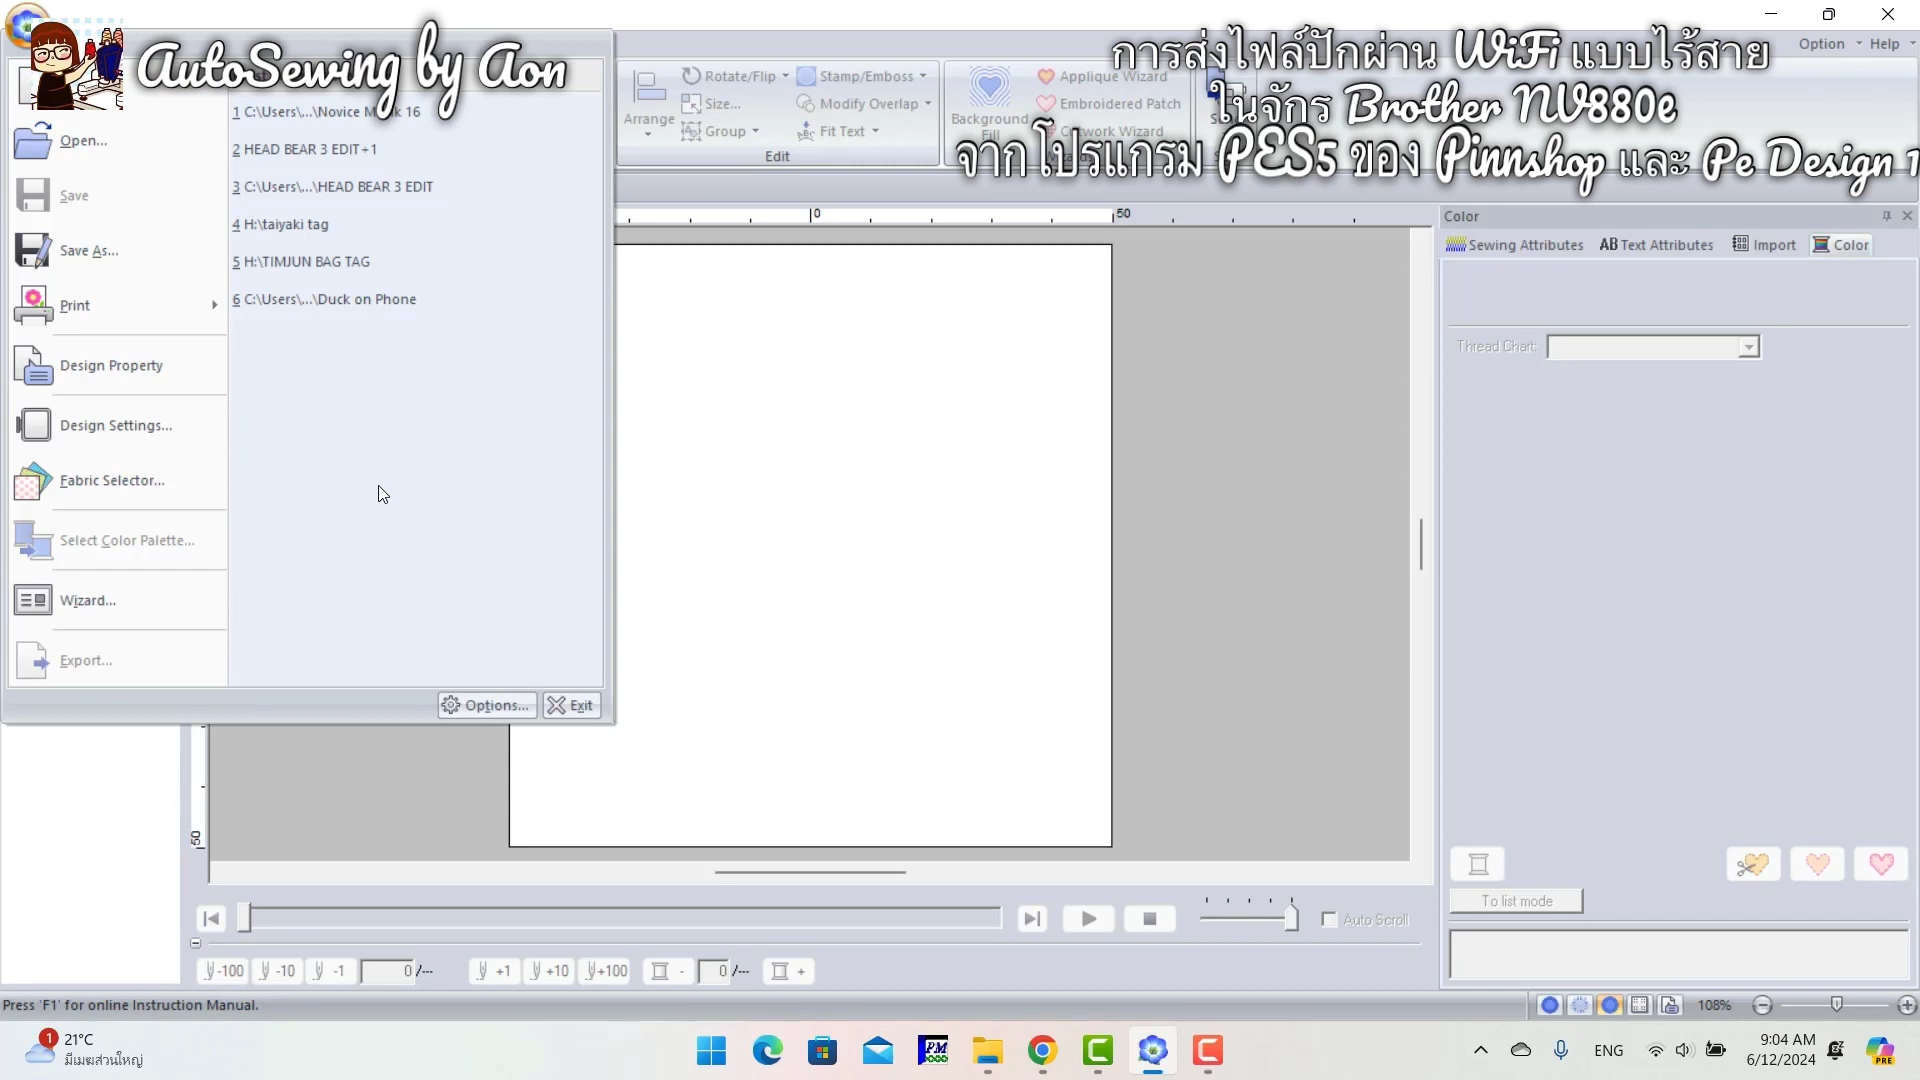 AutoSewing by Aon
การส่งไฟล์ปักผ่าน WiFi แบบไร้สาย
ในจักร Brother NV880e
จากโปรแกรม PES5 ของ Pinnshop และ Pe Design 1
Option
Help
Open...
Save
Save As...
Print
Design Property
Design Settings...
Fabric Selector...
Select Color Palette...
Wizard...
Export...
1 C:\Users\...\Novice 16
2 HEAD BEAR 3 EDIT+1
3 C:\Users\...\HEAD BEAR 3 EDIT
4 H:\taiyaki tag
5 H:\TIMJUN BAG TAG
6 C:\Users\...\Duck on Phone
Options...
Exit
Arrange
Rotate/Flip
Size...
Group
Stamp/Emboss
Modify Overlap
Fit Text
Edit
Background
Fill
Applique Wizard
Embroidered Patch
Wizard
0
50
50
Color
Sewing Attributes
Text Attributes
Import
Color
Thread Chart:
To list mode
Auto Scroll
-100
-10
-1
0 /---
+1
+10
+100
-
0 /---
+
Press 'F1' for online Instruction Manual.
108%
1
21°C
มีเมฆส่วนใหญ่
PM
ENG
9:04 AM
6/12/2024
PRE